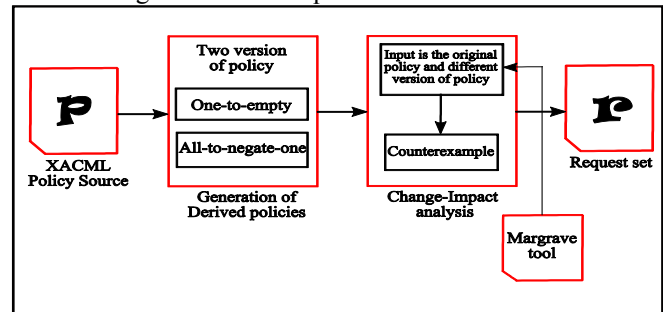 p
XACML
Policy Source
Two version
of policy
One-to-empty
All-to-negate-one
Generation of
Derived policies
Input is the original
policy and different
version of policy
Counterexample
Change-Impact
analysis
r
Request set
Margrave
tool